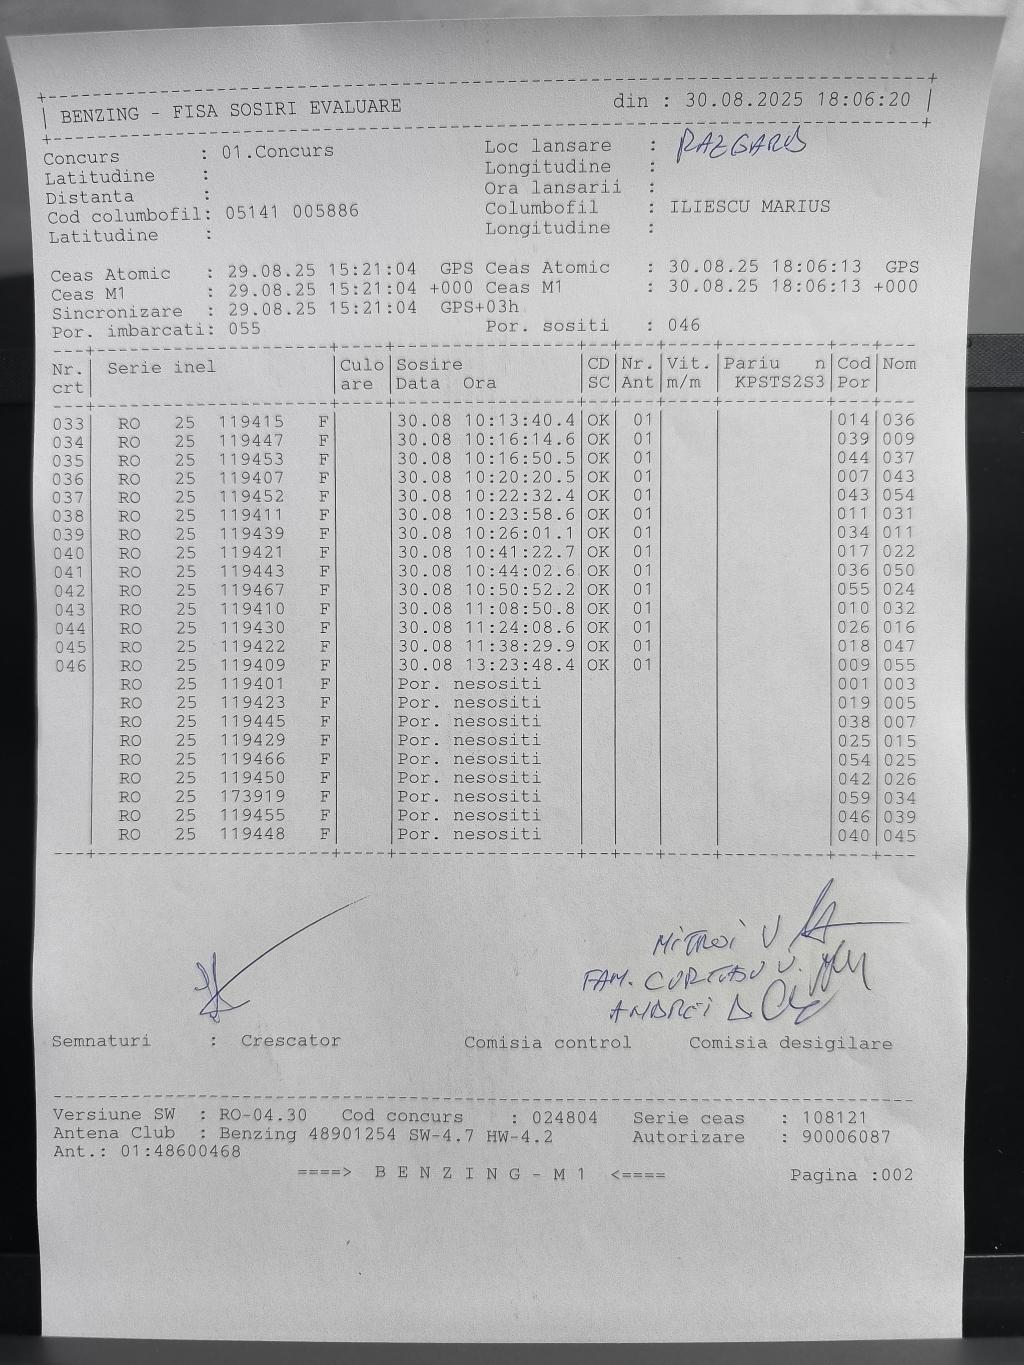 BENZING - FISA SOSIRI EVALUARE din : 30.08.2025 18:06:20
Concurs : 01.Concurs Loc lansare : RAZGARD
Latitudine : Longitudine :
Distanta : Ora lansarii :
Cod columbofil: 05141 005886 Columbofil : ILIESCU MARIUS
Latitudine : Longitudine :
Ceas Atomic : 29.08.25 15:21:04 GPS Ceas Atomic : 30.08.25 18:06:13 GPS
Ceas M1 : 29.08.25 15:21:04 +000 Ceas M1 : 30.08.25 18:06:13 +000
Sincronizare : 29.08.25 15:21:04 GPS+03h
Por. imbarcati: 055 Por. sositi : 046
Nr. Serie inel Culo Sosire CD Nr. Vit. Pariu n Cod Nom
crt are Data Ora SC Ant m/m KPSTS2S3 Por
033 RO 25 119415 F 30.08 10:13:40.4 OK 01 014 036
034 RO 25 119447 F 30.08 10:16:14.6 OK 01 039 009
035 RO 25 119453 F 30.08 10:16:50.5 OK 01 044 037
036 RO 25 119407 F 30.08 10:20:20.5 OK 01 007 043
037 RO 25 119452 F 30.08 10:22:32.4 OK 01 043 054
038 RO 25 119411 F 30.08 10:23:58.6 OK 01 011 031
039 RO 25 119439 F 30.08 10:26:01.1 OK 01 034 011
040 RO 25 119421 F 30.08 10:41:22.7 OK 01 017 022
041 RO 25 119443 F 30.08 10:44:02.6 OK 01 036 050
042 RO 25 119467 F 30.08 10:50:52.2 OK 01 055 024
043 RO 25 119410 F 30.08 11:08:50.8 OK 01 010 032
044 RO 25 119430 F 30.08 11:24:08.6 OK 01 026 016
045 RO 25 119422 F 30.08 11:38:29.9 OK 01 018 047
046 RO 25 119409 F 30.08 13:23:48.4 OK 01 009 055
RO 25 119401 F Por. nesositi 001 003
RO 25 119423 F Por. nesositi 019 005
RO 25 119445 F Por. nesositi 038 007
RO 25 119429 F Por. nesositi 025 015
RO 25 119466 F Por. nesositi 054 025
RO 25 119450 F Por. nesositi 042 026
RO 25 173919 F Por. nesositi 059 034
RO 25 119455 F Por. nesositi 046 039
RO 25 119448 F Por. nesositi 040 045
MITROI V
FAM. V.
ANDREI D
Semnaturi : Crescator Comisia control Comisia desigilare
Versiune SW : RO-04.30 Cod concurs : 024804 Serie ceas : 108121
Antena Club : Benzing 48901254 SW-4.7 HW-4.2 Autorizare : 90006087
Ant.: 01:48600468
====> B E N Z I N G - M 1 <==== Pagina :002